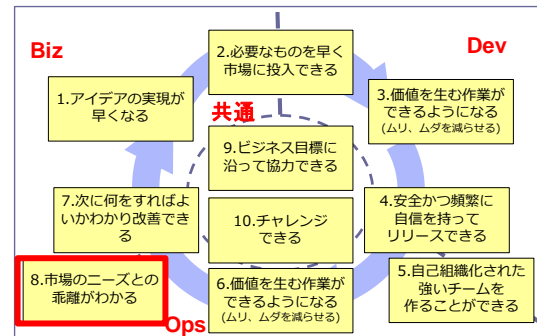 Biz
Dev
2.必要なものを早く
市場に投入できる
1.アイデアの実現が
早くなる
3.価値を生む作業が
できるようになる
(ムリ、ムダを減らせる)
共通
9.ビジネス目標に
沿って協力できる
7.次に何をすればよ
いかわかり改善でき
る
10.チャレンジ
できる
4.安全かつ頻繁に
自信を持って
リリースできる
8.市場のニーズとの
乖離がわかる
6.価値を生む作業が
できるようになる
(ムリ、ムダを減らせる)
5.自己組織化された
強いチームを
作ることができる
Ops